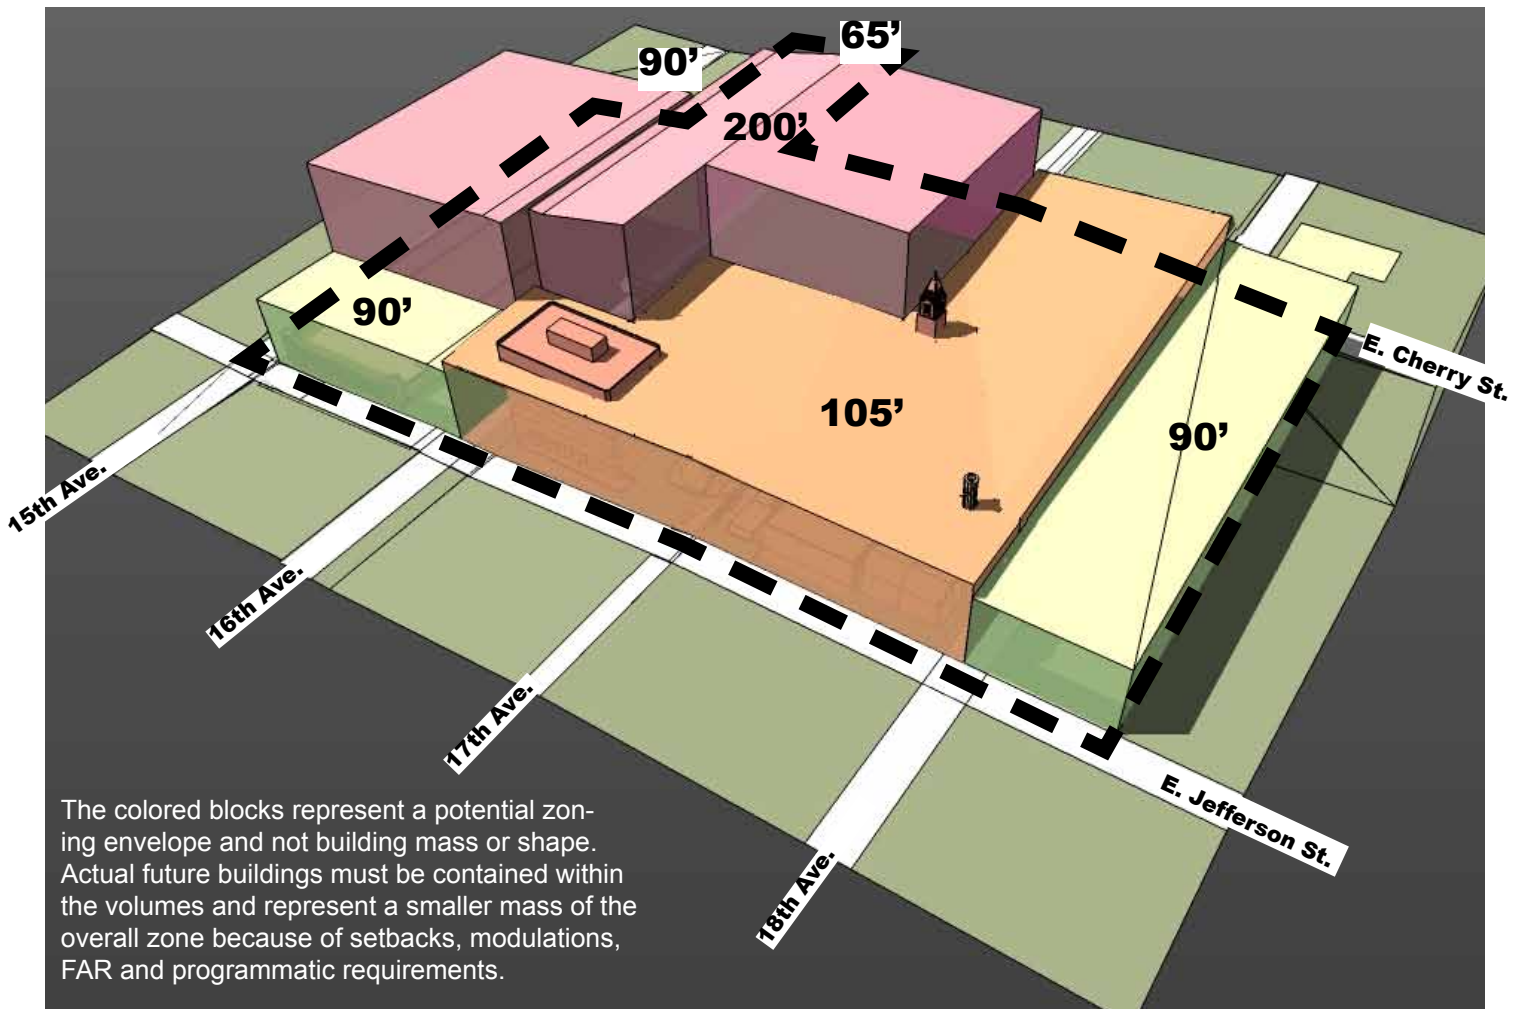 65’
90’
200’
90’
E. Cherry St.
105’
90’
15th Ave.
16th Ave.
17th Ave.
E. Jefferson St.
18th Ave.
The colored blocks represent a potential zon-
ing envelope and not building mass or shape.
Actual future buildings must be contained within
the volumes and represent a smaller mass of the
overall zone because of setbacks, modulations,
FAR and programmatic requirements.